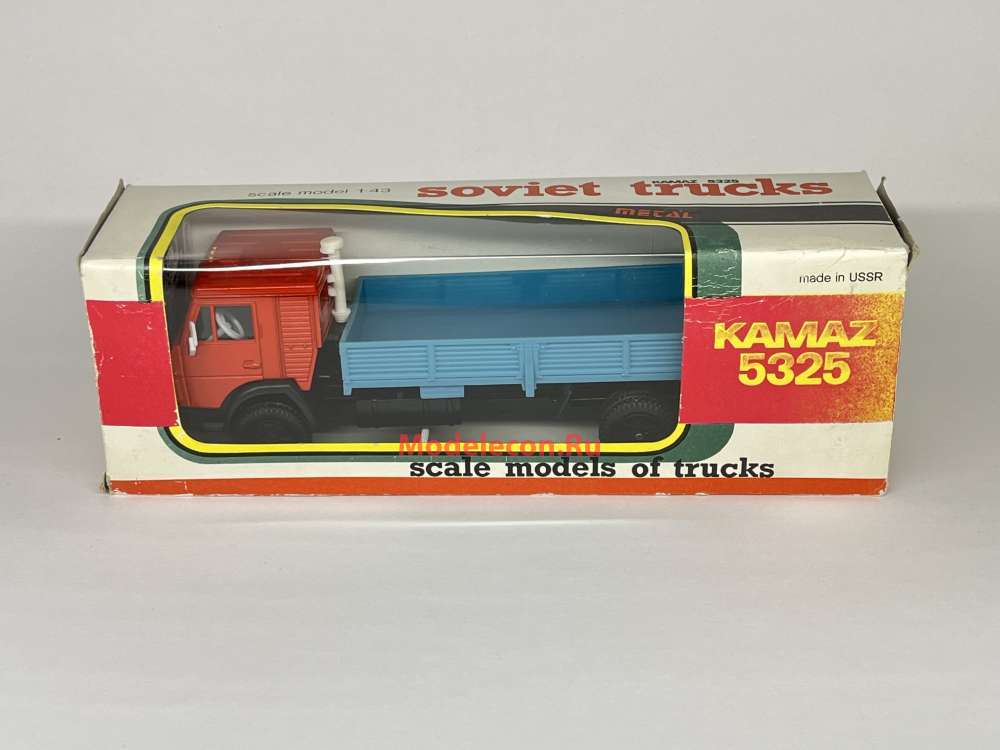 scale model 1:43
KAMAZ 5325
soviet trucks
METAL
made in USSR
KAMAZ
5325
Modelecon.Ru
scale models of trucks